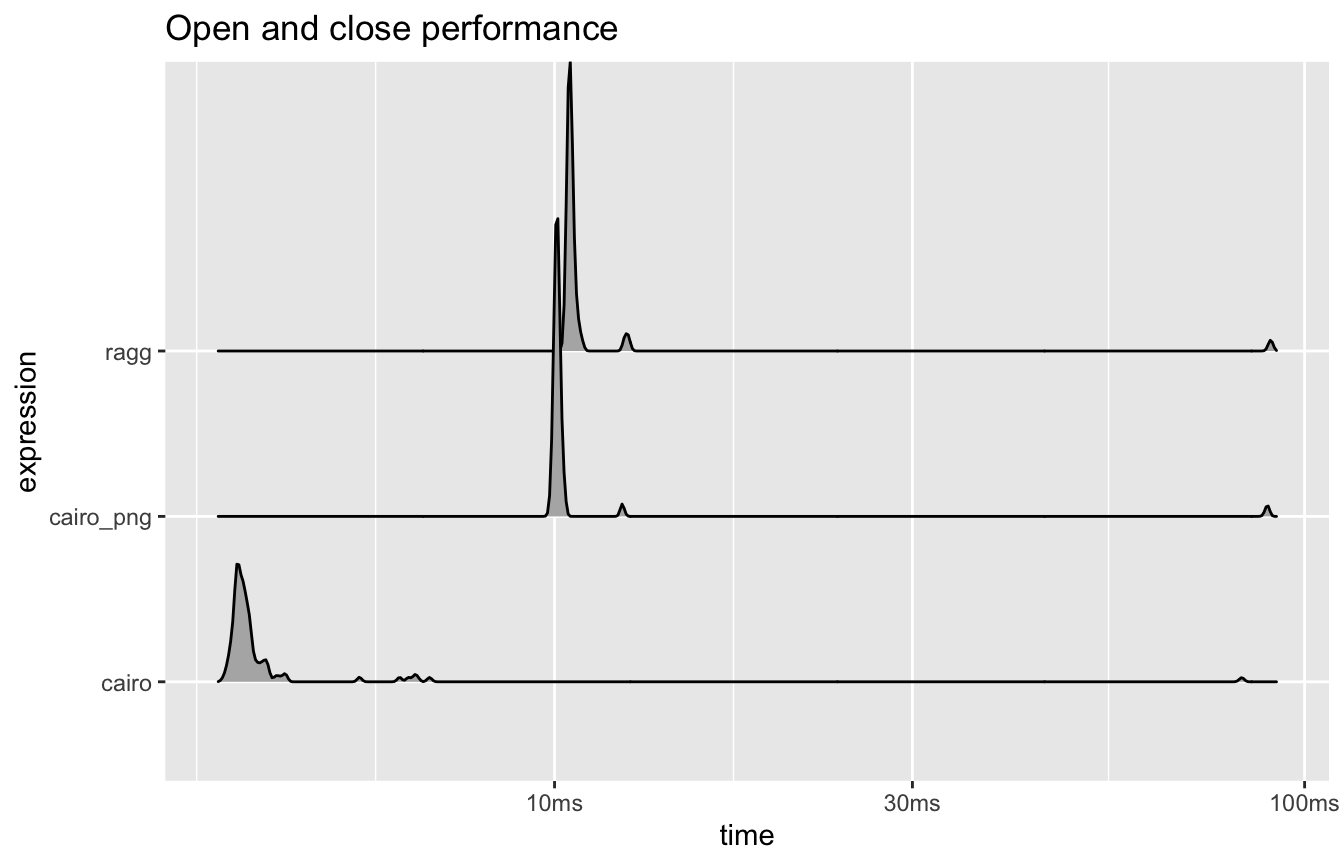 Open and close performance
expression
ragg
cairo_png
cairo
10ms
30ms
100ms
time